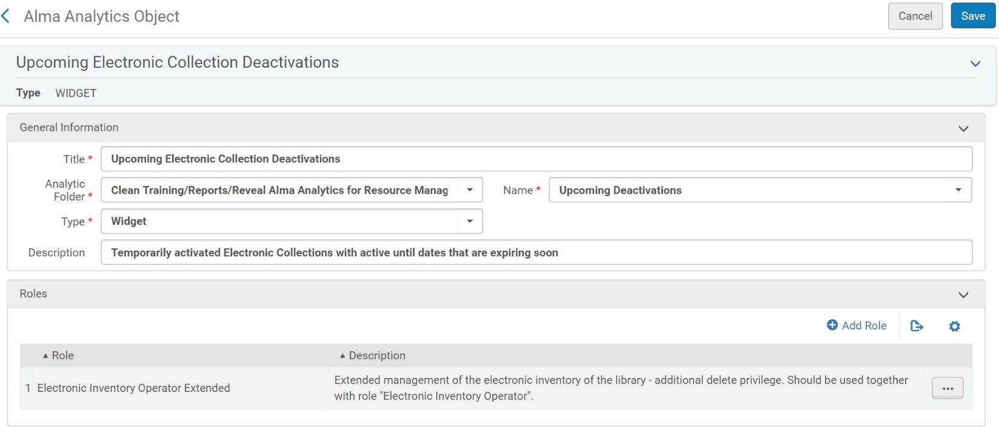 Alma Analytics Object
Cancel
Save
Upcoming Electronic Collection Deactivations
Type WIDGET
General Information
Title * Upcoming Electronic Collection Deactivations
Analytic
Folder * Clean Training/Reports/Reveal Alma Analytics for Resource Manag
Name * Upcoming Deactivations
Type * Widget
Description Temporarily activated Electronic Collections with active until dates that are expiring soon
Roles
Add Role
Role Description
1 Electronic Inventory Operator Extended
Extended management of the electronic inventory of the library - additional delete privilege. Should be used together
with role "Electronic Inventory Operator".